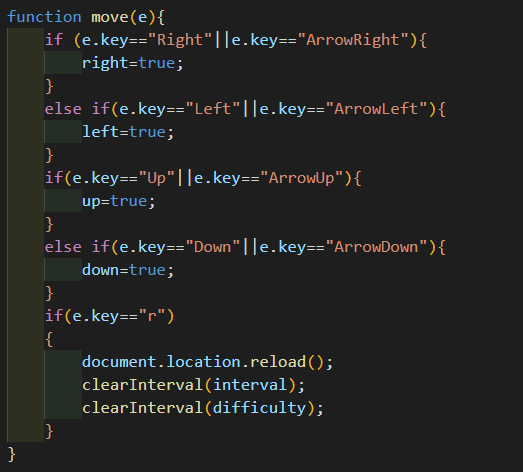 function move(e){
    if (e.key=="Right"||e.key=="ArrowRight"){
        right=true;
    }
    else if(e.key=="Left"||e.key=="ArrowLeft"){
        left=true;
    }
    if(e.key=="Up"||e.key=="ArrowUp"){
        up=true;
    }
    else if(e.key=="Down"||e.key=="ArrowDown"){
        down=true;
    }
    if(e.key=="r")
    {
        document.location.reload();
        clearInterval(interval);
        clearInterval(difficulty);
    }
}